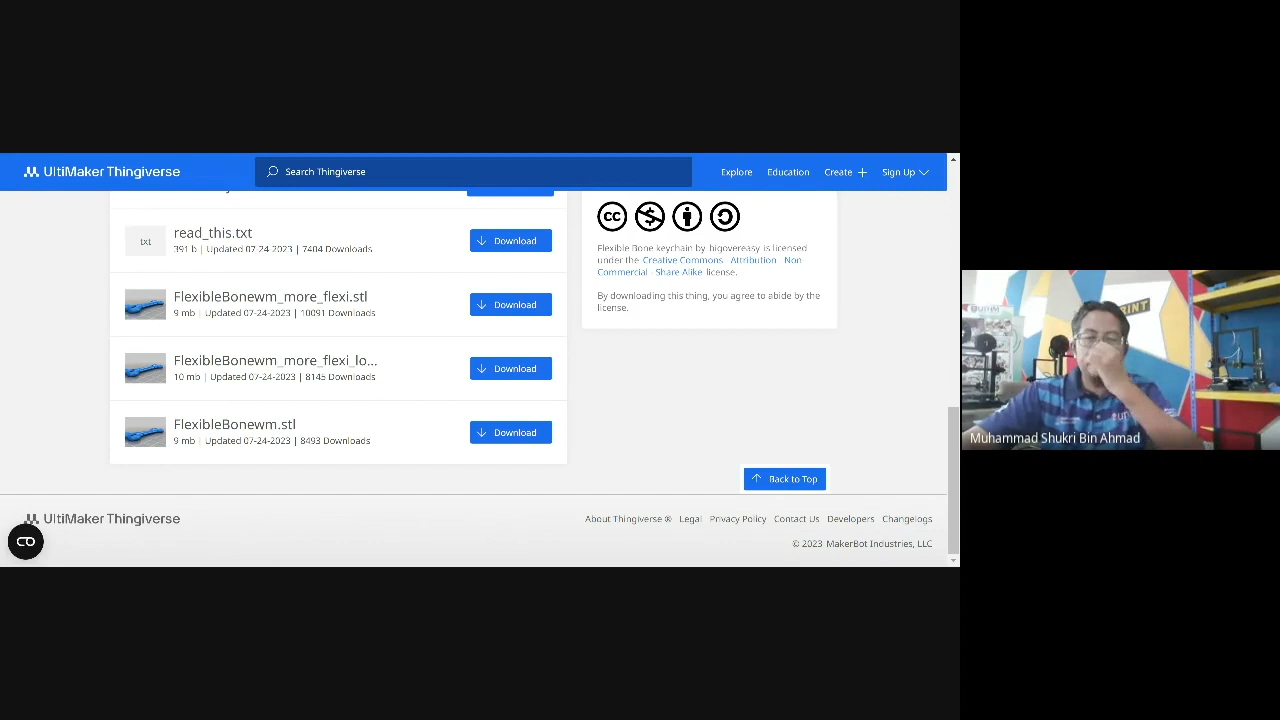 UltiMaker Thingiverse
Search Thingiverse
Explore
Education
Create
Sign Up
txt
read_this.txt
391 b | Updated 07-24-2023 | 7404 Downloads
Download
FlexibleBonewm_more_flexi.stl
9 mb | Updated 07-24-2023 | 10091 Downloads
Download
FlexibleBonewm_more_flexi_lo...
10 mb | Updated 07-24-2023 | 8145 Downloads
Download
FlexibleBonewm.stl
9 mb | Updated 07-24-2023 | 8493 Downloads
Download
cc
Flexible Bone keychain by bigovereasy is licensed
under the Creative Commons - Attribution - Non-
Commercial - Share Alike license.
By downloading this thing, you agree to abide by the
license.
Back to Top
UltiMaker Thingiverse
About Thingiverse ®
Legal
Privacy Policy
Contact Us
Developers
Changelogs
© 2023 MakerBot Industries, LLC
UTHM
Muhammad Shukri Bin Ahmad